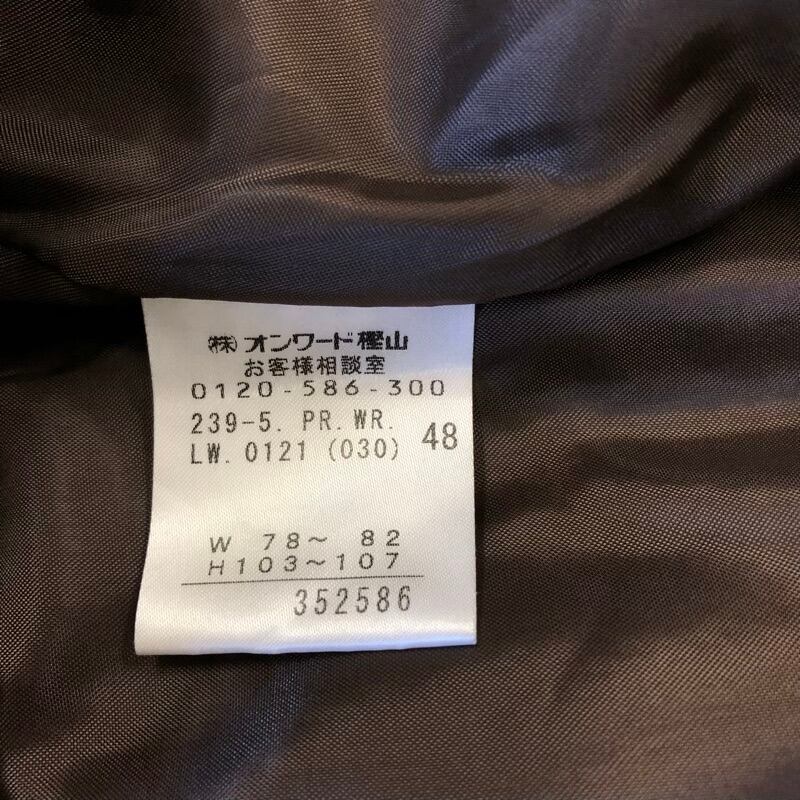 ㈱オンワード樫山
お客様相談室
0120-586-300
239-5. PR.WR.
LW.0121 (030) 48
W 78〜 82
H103〜107
352586